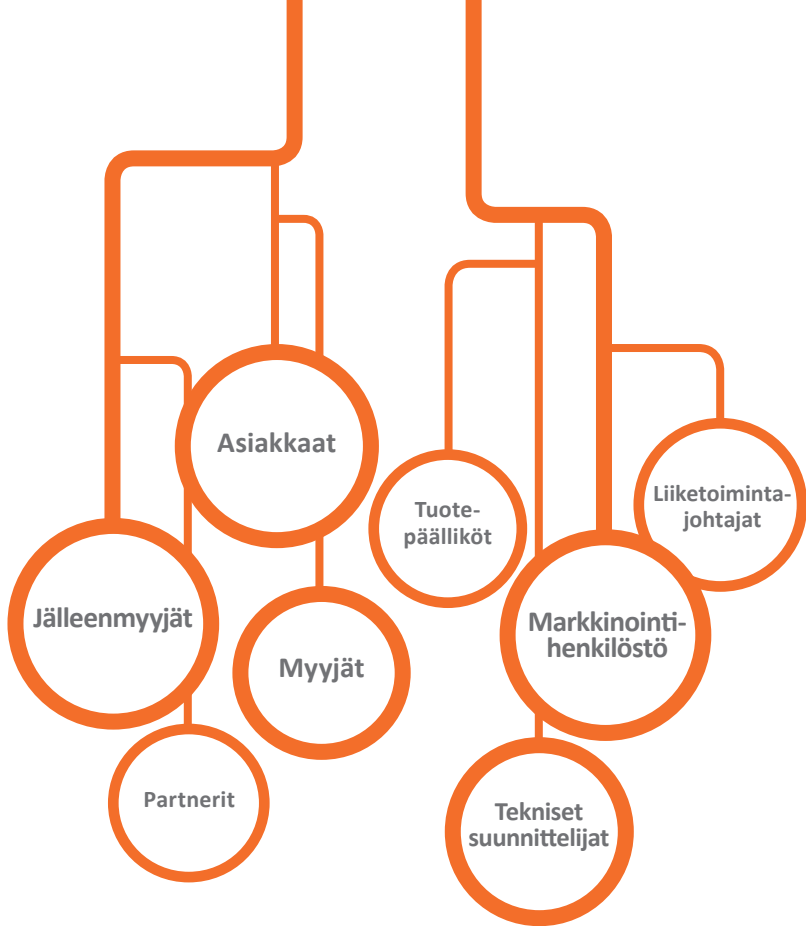 Asiakkaat
Jälleenmyyjät
Myyjät
Partnerit
Tuote-
päälliköt
Liiketoiminta-
johtajat
Markkinointi-
henkilöstö
Tekniset
suunnittelijat